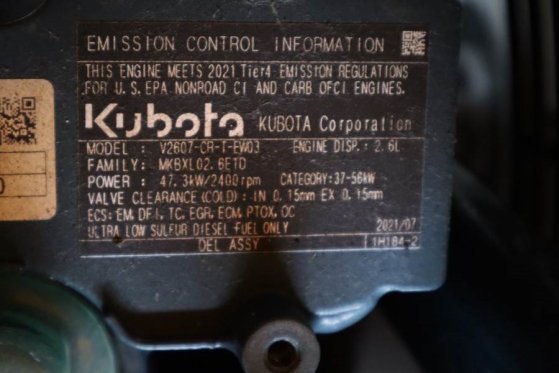 EMISSION CONTROL INFORMATION
THIS ENGINE MEETS 2021 Tier4 EMISSION REGULATIONS
FOR U.S. EPA NONROAD CI AND CARB OFCI ENGINES.
Kubota KUBOTA Corporation
MODEL : V2607-CR-T-EW03 ENGINE DISP.: 2.6L
FAMILY: MKBXL02.6ETD
POWER : 47.3kW/2400rpm CATEGORY:37-56kW
VALVE CLEARANCE(COLD) : IN 0.15mm EX 0.15mm
ECS: EM, DFI, TC, EGR, ECM, PTOX, OC
ULTRA LOW SULFUR DIESEL FUEL ONLY 2021/07
DEL ASSY 1H184-2
0